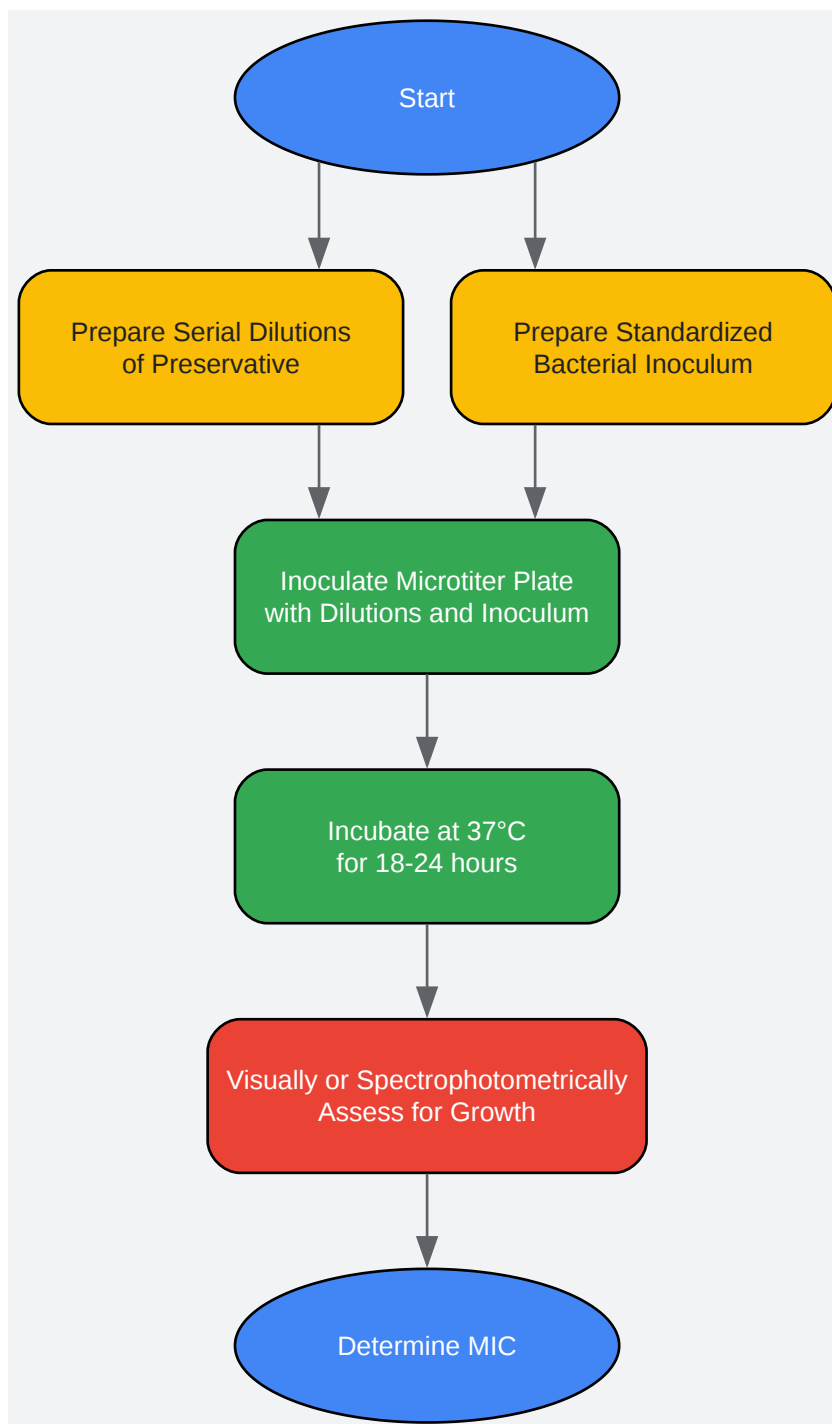 Start
Prepare Serial Dilutions
of Preservative
Prepare Standardized
Bacterial Inoculum
Inoculate Microtiter Plate
with Dilutions and Inoculum
Incubate at 37°C
for 18-24 hours
Visually or Spectrophotometrically
Assess for Growth
Determine MIC